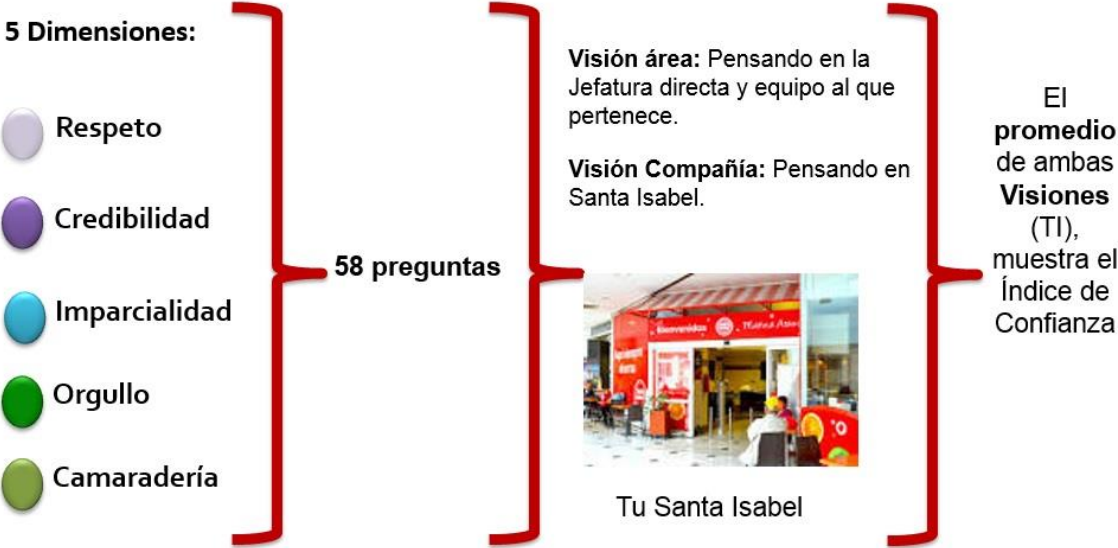 5 Dimensiones:
Respeto
Credibilidad
Imparcialidad
Orgullo
Camaradería
58 preguntas
Visión área: Pensando en la
Jefatura directa y equipo al que
pertenece.
Visión Compañía: Pensando en
Santa Isabel.
Bienvenidos
Tu Santa Isabel
El
promedio
de ambas
Visiones
(TI),
muestra el
Índice de
Confianza